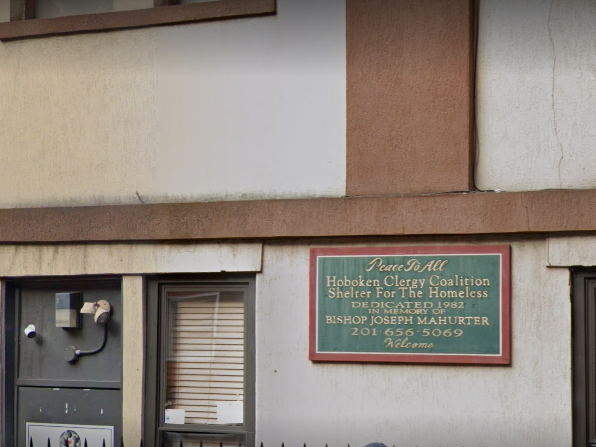 Peace To All
Hoboken Clergy Coalition
Shelter For The Homeless
DEDICATED 1982
IN MEMORY OF
BISHOP JOSEPH MAHURTER
201·656·5069
Welcome